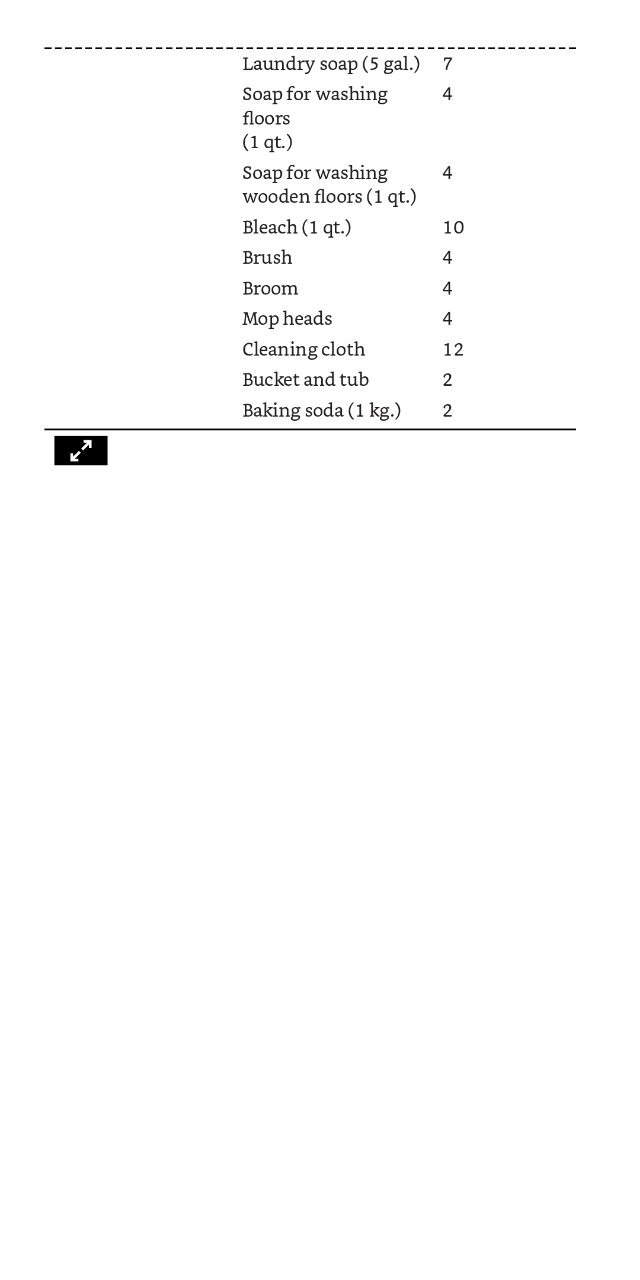 Laundry soap (5 gal.) 7
Soap for washing 4
floors
(1 qt.)
Soap for washing 4
wooden floors (1 qt.)
Bleach (1 qt.) 10
Brush 4
Broom 4
Mop heads 4
Cleaning cloth 12
Bucket and tub 2
Baking soda (1 kg.) 2